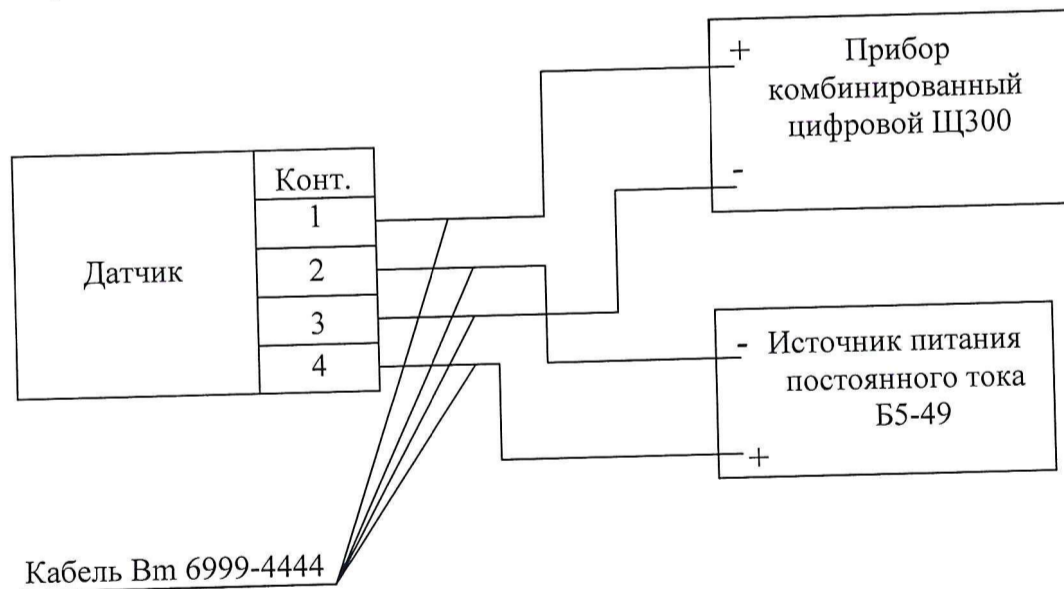 + Прибор
комбинированный
цифровой Щ300
-
Датчик
Конт.
1
2
3
4
- Источник питания
постоянного тока
Б5-49
+
Кабель Вm 6999-4444